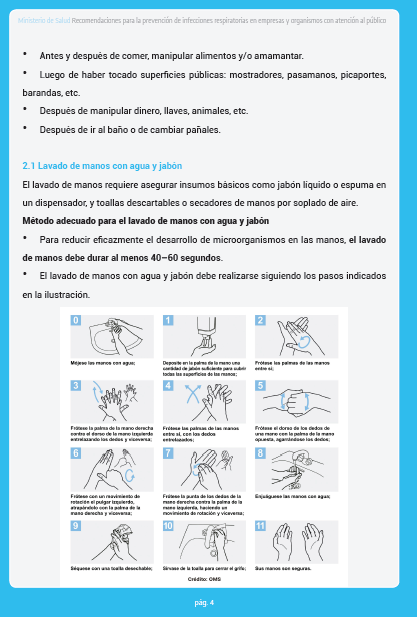 Ministerio de Salud Recomendaciones para la prevención de infecciones respiratorias en empresas y organismos con atención al público
• Antes y después de comer, manipular alimentos y/o amamantar.
• Luego de haber tocado superficies públicas: mostradores, pasamanos, picaportes,
barandas, etc.
• Después de manipular dinero, llaves, animales, etc.
• Después de ir al baño o de cambiar pañales.
2.1 Lavado de manos con agua y jabón
El lavado de manos requiere asegurar insumos básicos como jabón líquido o espuma en
un dispensador, y toallas descartables o secadores de manos por soplado de aire.
Método adecuado para el lavado de manos con agua y jabón
• Para reducir eficazmente el desarrollo de microorganismos en las manos, el lavado
de manos debe durar al menos 40–60 segundos.
• El lavado de manos con agua y jabón debe realizarse siguiendo los pasos indicados
en la ilustración.
0
Mójese las manos con agua;
1
Deposite en la palma de la mano una
cantidad de jabón suficiente para cubrir
todas las superficies de las manos;
2
Frótese las palmas de las manos
entre sí;
3
Frótese la palma de la mano derecha
contra el dorso de la mano izquierda
entrelazando los dedos y viceversa;
4
Frótese las palmas de las manos
entre sí, con los dedos
entrelazados;
5
Frótese el dorso de los dedos de
una mano con la palma de la mano
opuesta, agarrándose los dedos;
6
Frótese con un movimiento de
rotación el pulgar izquierdo,
atrapándolo con la palma de la
mano derecha y viceversa;
7
Frótese la punta de los dedos de la
mano derecha contra la palma de la
mano izquierda, haciendo un
movimiento de rotación y viceversa;
8
Enjuáguese las manos con agua;
9
Séquese con una toalla desechable;
10
Sírvase de la toalla para cerrar el grifo;
11
Sus manos son seguras.
Crédito: OMS
pág. 4